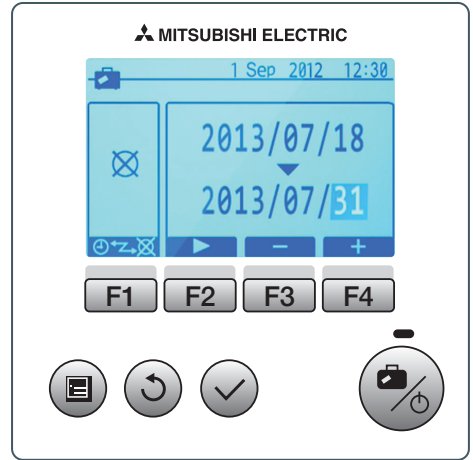 MITSUBISHI ELECTRIC
1 Sep 2012 12:30
2013/07/18
2013/07/31
Z
− +
F1 F2 F3 F4